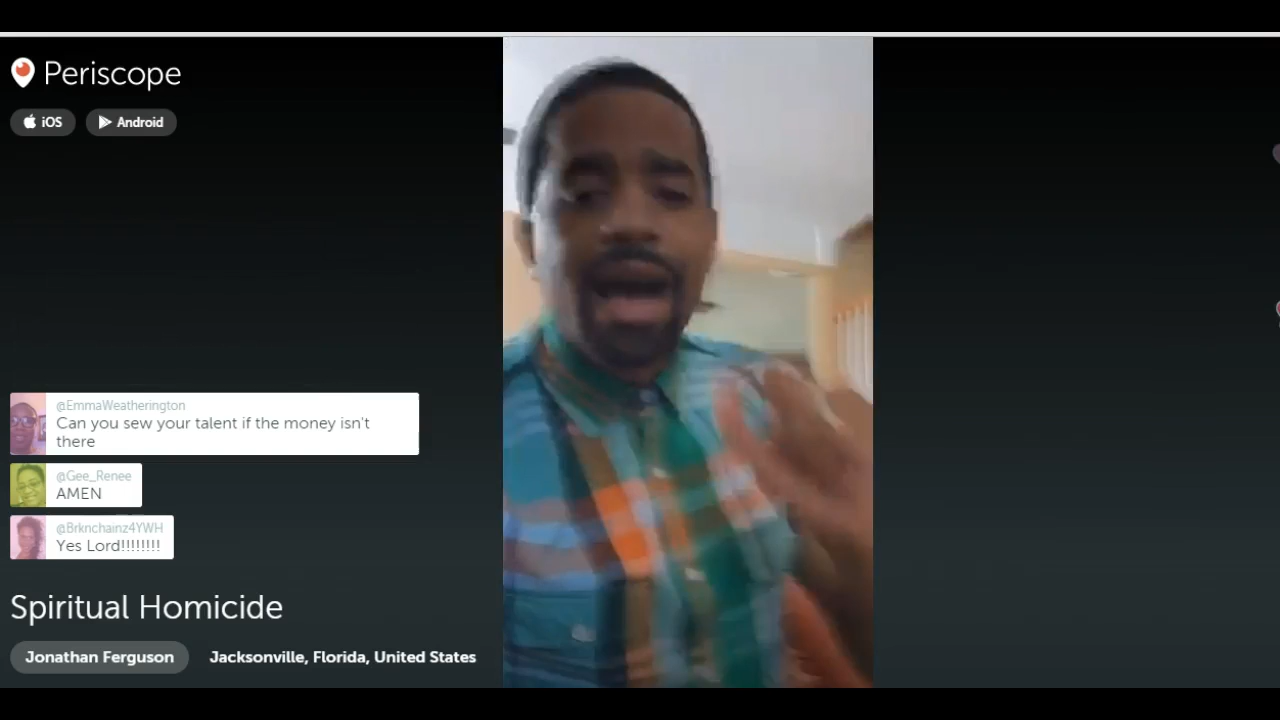 Periscope
iOS
Android
@EmmaWeatherington
Can you sew your talent if the money isn't
there
@Gee_Renee
AMEN
@Brknchainz4YWH
Yes Lord!!!!!!!!
Spiritual Homicide
Jonathan Ferguson
Jacksonville, Florida, United States